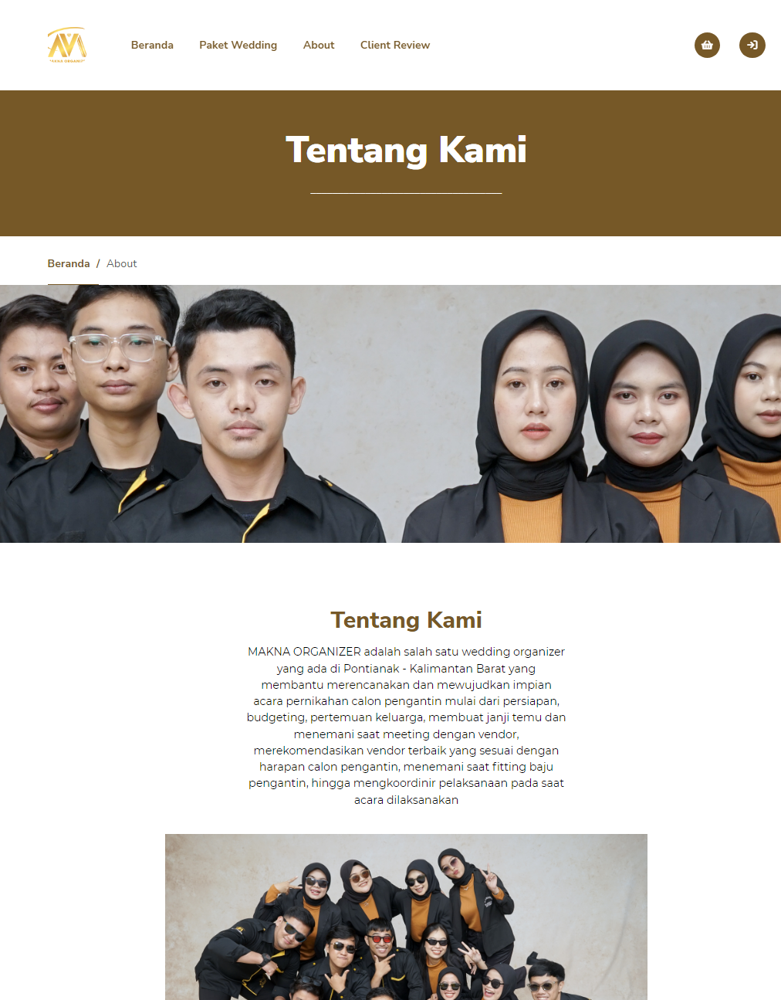 Beranda Paket Wedding About Client Review
Tentang Kami
Beranda / About
Tentang Kami
MAKNA ORGANIZER adalah salah satu wedding organizer
yang ada di Pontianak - Kalimantan Barat yang
membantu merencanakan dan mewujudkan impian
acara pernikahan calon pengantin mulai dari persiapan,
budgeting, pertemuan keluarga, membuat janji temu dan
menemani saat meeting dengan vendor,
merekomendasikan vendor terbaik yang sesuai dengan
harapan calon pengantin, menemani saat fitting baju
pengantin, hingga mengkoordinir pelaksanaan pada saat
acara dilaksanakan